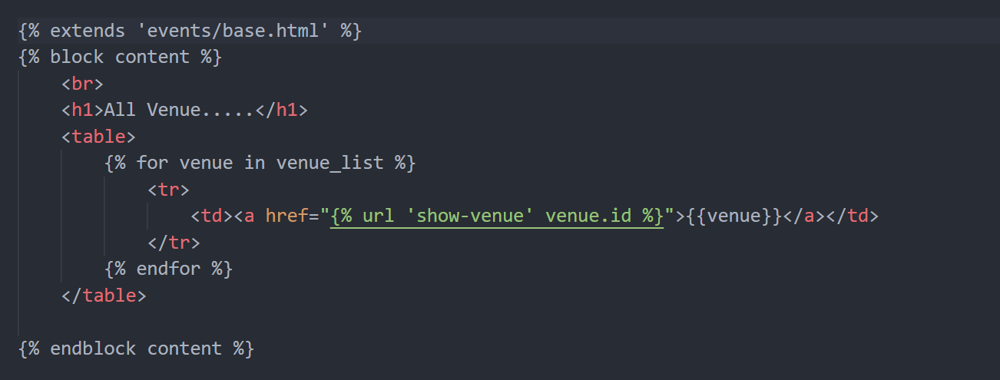 {% extends 'events/base.html' %}
{% block content %}
<br>
<h1>All Venue.....</h1>
<table>
{% for venue in venue_list %}
<tr>
<td><a href="{% url 'show-venue' venue.id %}">{{venue}}</a></td>
</tr>
{% endfor %}
</table>
{% endblock content %}